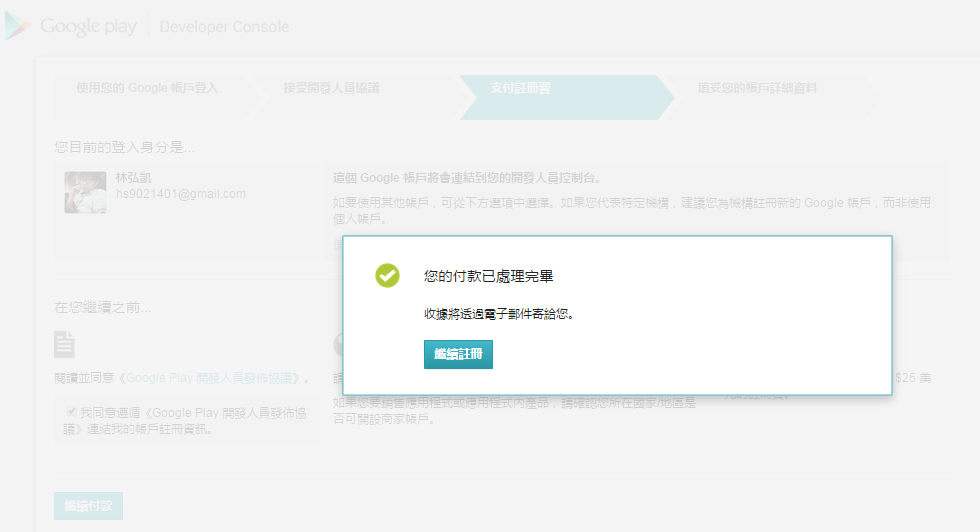 Google play Developer Console
使用您的 Google 帳戶登入
接受開發人員協議
支付註冊費
填妥您的帳戶詳細資料
您目前的登入身分是...
林弘凱
hs9021401@gmail.com
這個 Google 帳戶將會連結到您的開發人員控制台。
如要使用其他帳戶，可從下方選項中選擇。如果您代表特定機構，建議您為機構註冊新的 Google 帳戶，而非使用
個人帳戶。
您的付款已處理完畢
收據將透過電子郵件寄給您。
繼續註冊
在您繼續之前...
閱讀並同意《Google Play 開發人員發佈協議》。
我同意遵循《Google Play 開發人員發佈協
議》連結我的帳戶註冊資訊。
如果您要銷售應用程式或應用程式內產品，請確認您所在國家/地區是
否可開設商家帳戶。
$25 美
繼續付款